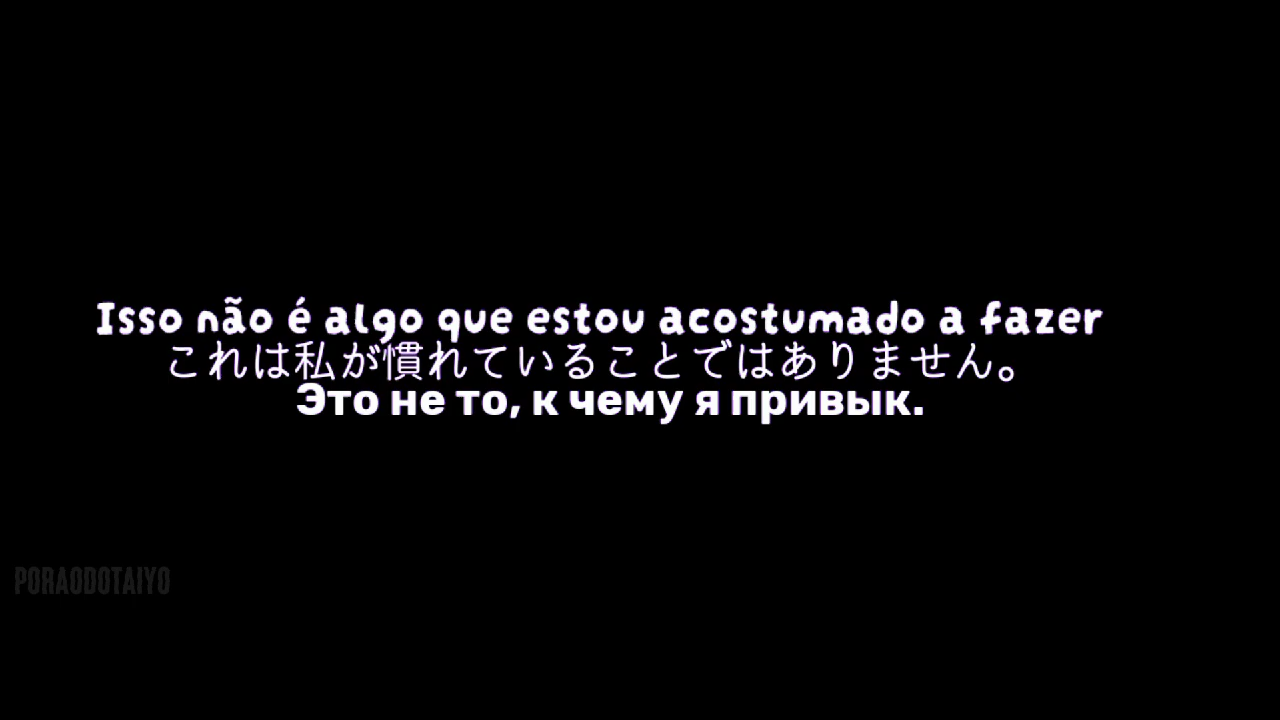 Isso não é algo que estou acostumado a fazer
これは私が慣れていることではありません。
Это не то, к чему я привык.
PORAODOTAIYO